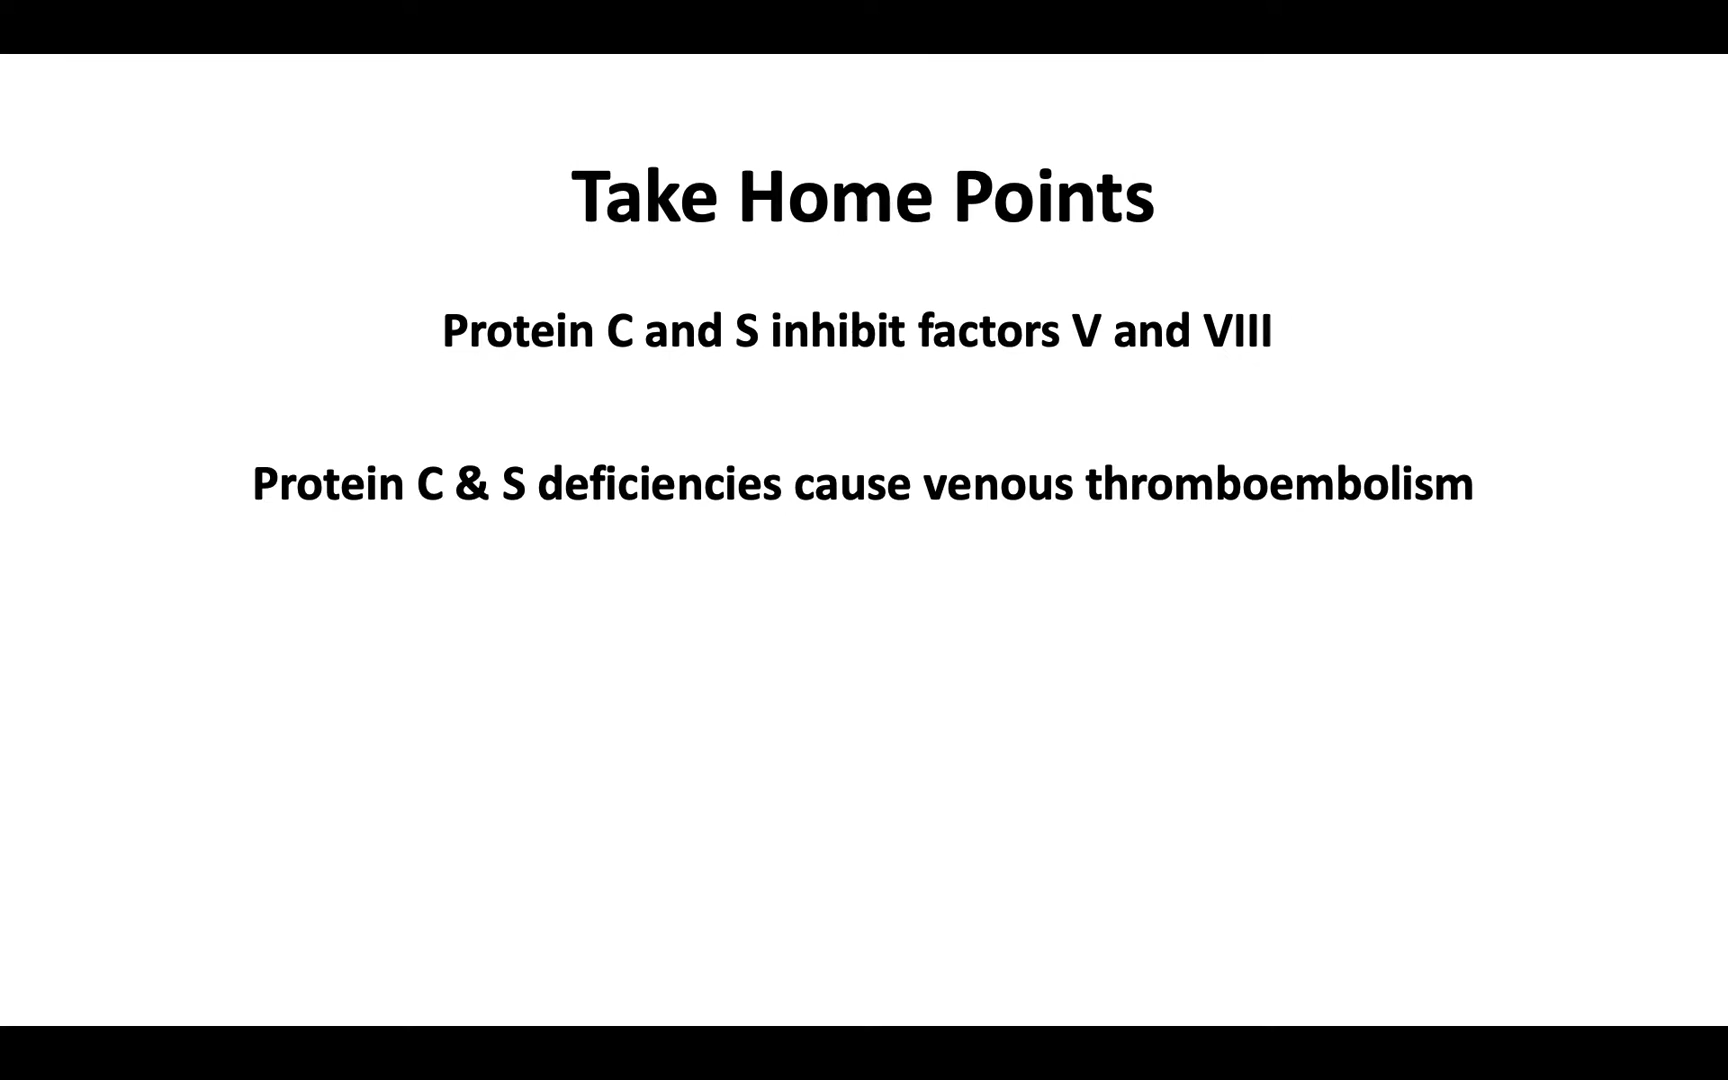 Take Home Points
Protein C and S inhibit factors V and VIII
Protein C & S deficiencies cause venous thromboembolism